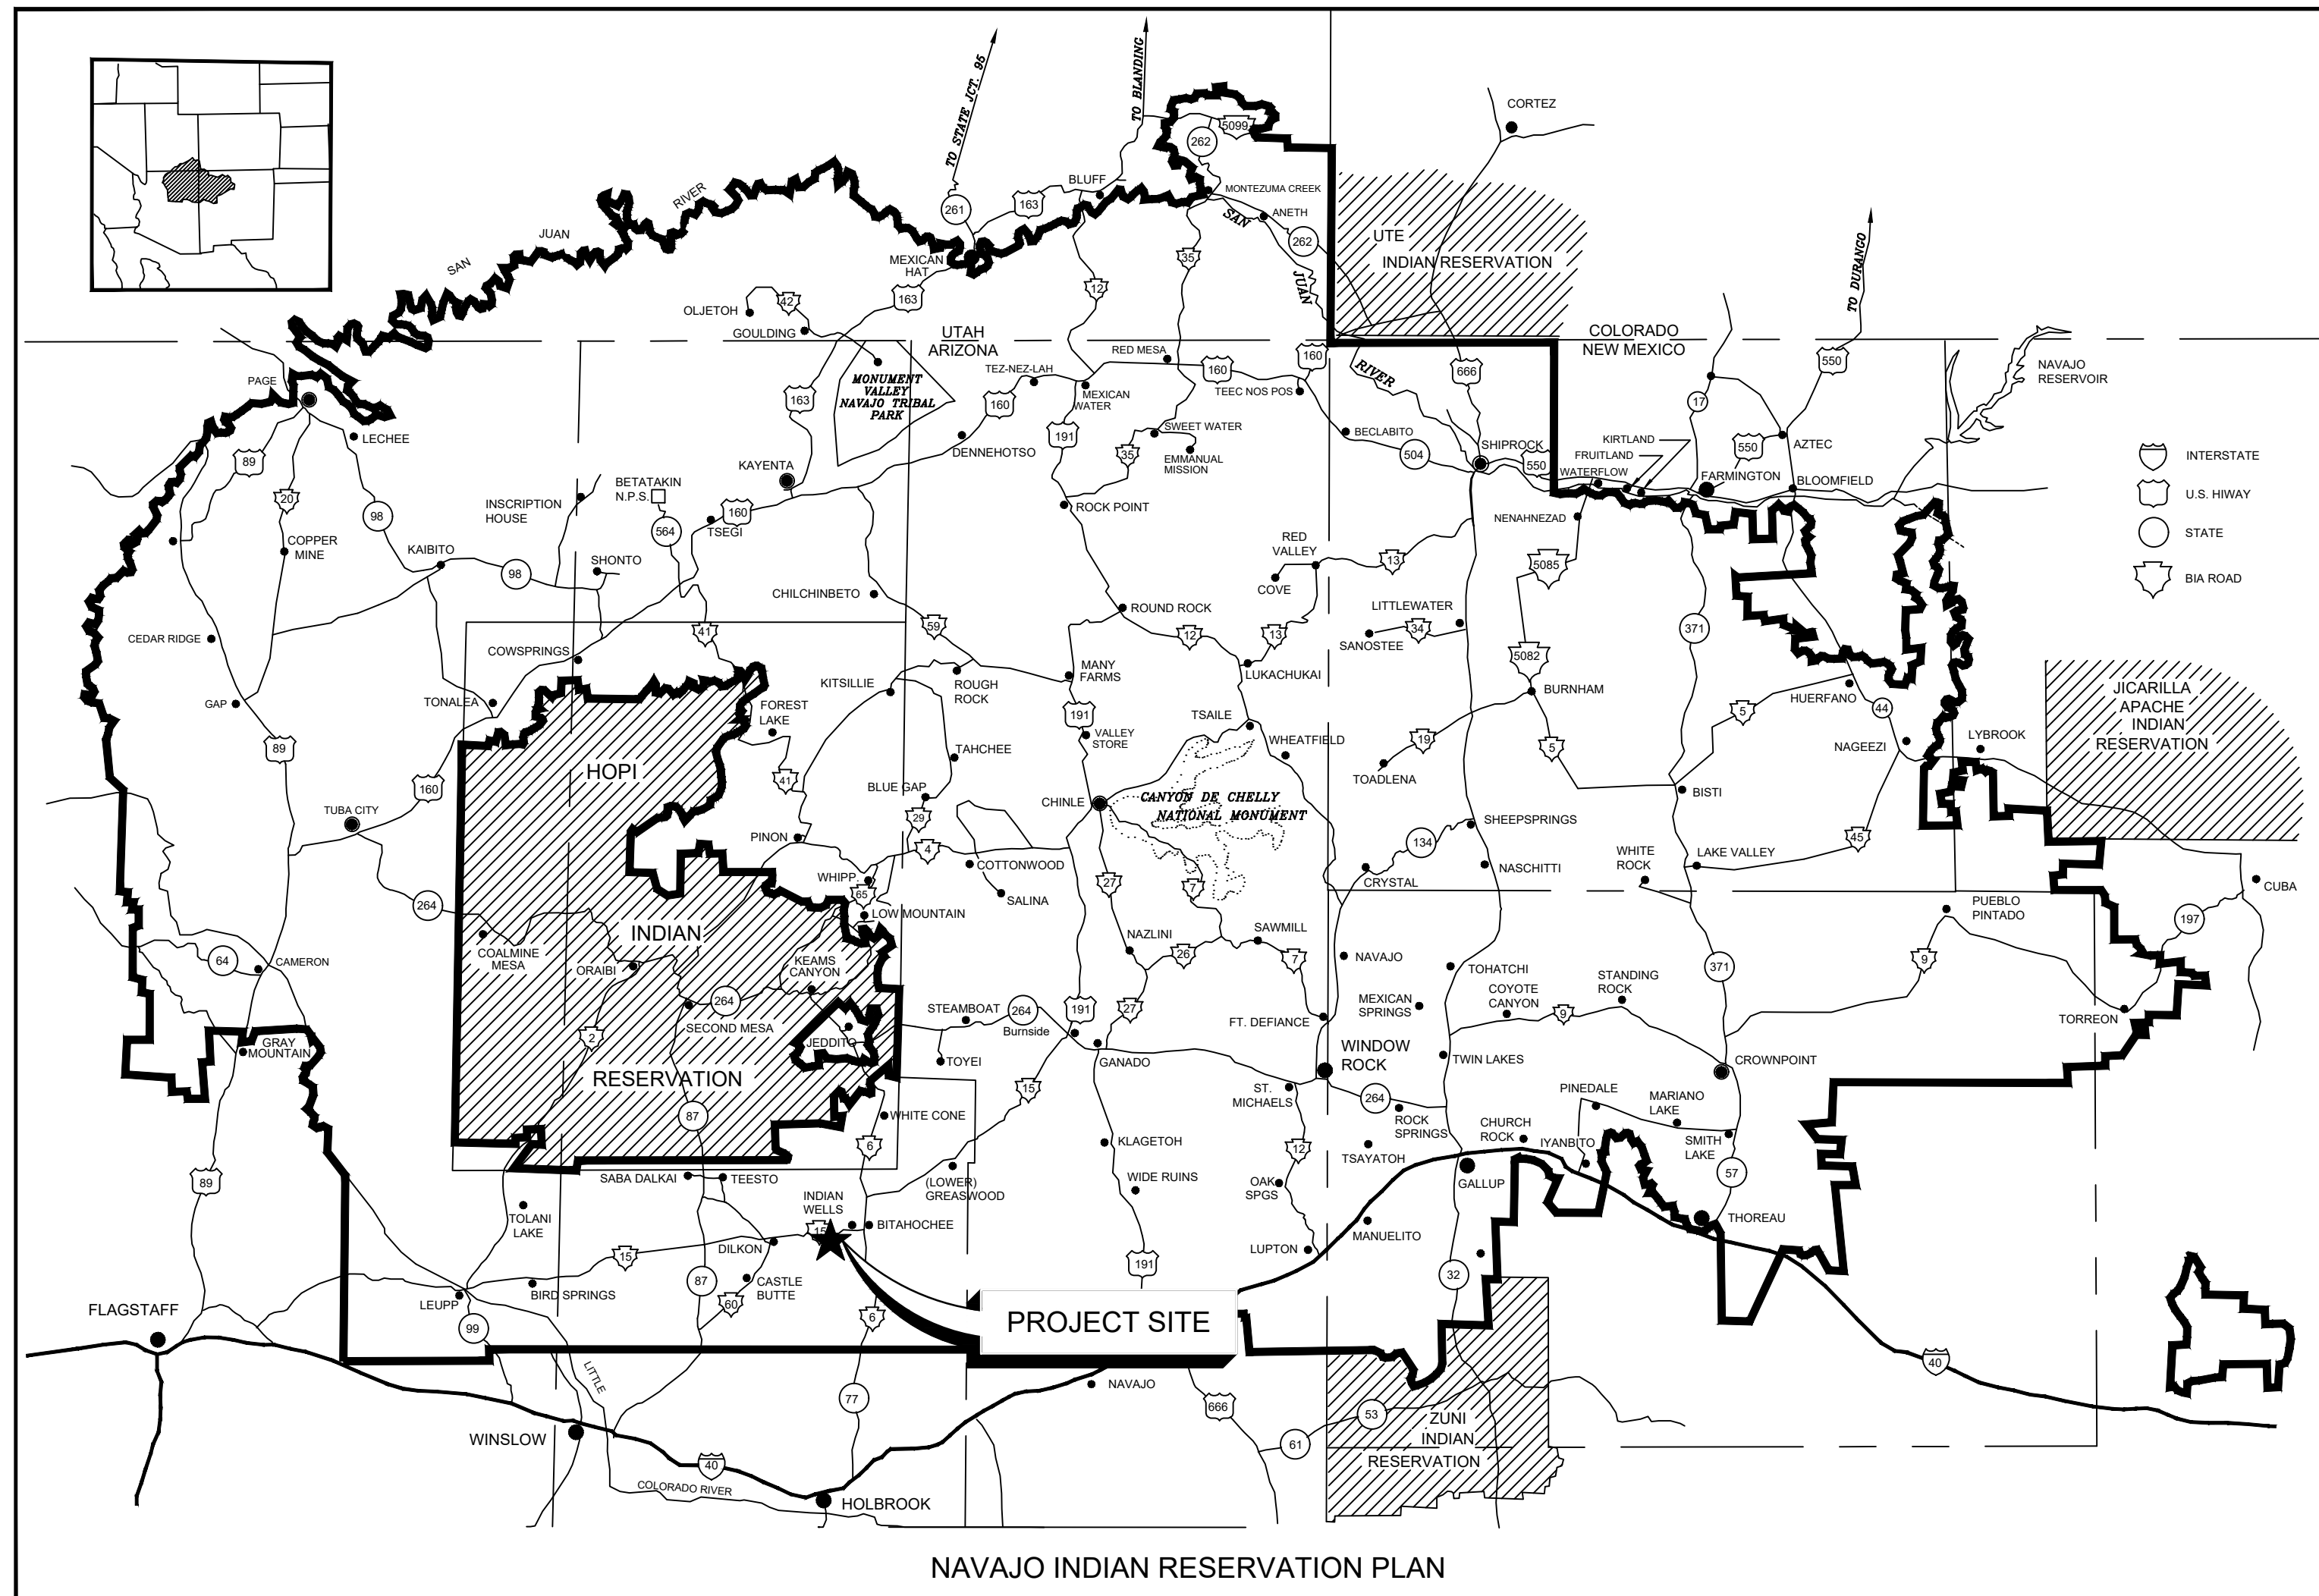 TO STATE JCT. 95
TO BLANDING
5099
262
CORTEZ
BLUFF
MONTEZUMA CREEK
RIVER
163
261
SAN
ANETH
262
JUAN
UTE
INDIAN RESERVATION
TO DURANGO
SAN
JUAN
MEXICAN
HAT
163
35
12
OLJETOH
42
GOULDING
UTAH
ARIZONA
COLORADO
NEW MEXICO
NAVAJO
RESERVOIR
PAGE
LECHEE
MONUMENT
VALLEY
NAVAJO TRIBAL
PARK
163
TEZ-NEZ-LAH
RED MESA
160
160
160
MEXICAN
WATER
TEEC NOS POS
RIVER
666
550
17
89
20
KAYENTA
DENNEHOTSO
191
35
SWEET WATER
EMMANUAL
MISSION
BECLABITO
504
SHIPROCK
550
KIRTLAND
FRUITLAND
WATERFLOW
550
AZTEC
FARMINGTON
BLOOMFIELD
INTERSTATE
U.S. HIWAY
STATE
BIA ROAD
BETATAKIN
N.P.S.
INSCRIPTION
HOUSE
98
564
160
TSEGI
ROCK POINT
NENAHNEZAD
COPPER
MINE
KAIBITO
98
SHONTO
RED
VALLEY
13
COVE
5085
CHILCHINBETO
ROUND ROCK
LITTLEWATER
34
SANOSTEE
371
CEDAR RIDGE
COWSPRINGS
41
59
12
13
5082
GAP
TONALEA
KITSILLIE
ROUGH
ROCK
MANY
FARMS
LUKACHUKAI
BURNHAM
HUERFANO
JICARILLA
APACHE
INDIAN
RESERVATION
FOREST
LAKE
191
VALLEY
STORE
TSAILE
WHEATFIELD
19
5
5
44
NAGEEZI
LYBROOK
89
HOPI
TAHCHEE
TOADLENA
160
41
BLUE GAP
CHINLE
CANYON DE CHELLY
NATIONAL MONUMENT
BISTI
TUBA CITY
29
PINON
4
SHEEPSPRINGS
134
45
COTTONWOOD
WHITE
ROCK
LAKE VALLEY
WHIPP.
65
SALINA
27
7
CRYSTAL
NASCHITTI
CUBA
264
LOW MOUNTAIN
PUEBLO
PINTADO
197
INDIAN
COALMINE
MESA
ORAIBI
KEAMS
CANYON
NAZLINI
26
SAWMILL
7
NAVAJO
64
CAMERON
TOHATCHI
STANDING
ROCK
371
9
264
SECOND MESA
STEAMBOAT
264
Burnside
191
27
FT. DEFIANCE
MEXICAN
SPRINGS
COYOTE
CANYON
9
TORREON
GRAY
MOUNTAIN
2
JEDDITO
TOYEI
GANADO
WINDOW
ROCK
TWIN LAKES
CROWNPOINT
RESERVATION
15
ST.
MICHAELS
264
PINEDALE
MARIANO
LAKE
87
WHITE CONE
ROCK
SPRINGS
CHURCH
ROCK
IYANBITO
SMITH
LAKE
6
KLAGETOH
12
TSAYATOH
57
89
SABA DALKAI
TEESTO
(LOWER)
GREASWOOD
WIDE RUINS
OAK
SPGS
GALLUP
THOREAU
TOLANI
LAKE
INDIAN
WELLS
15
BITAHOCHEE
MANUELITO
15
DILKON
LUPTON
191
32
BIRD SPRINGS
87
CASTLE
BUTTE
60
LEUPP
6
FLAGSTAFF
99
PROJECT SITE
40
LITTLE
77
NAVAJO
666
53
61
ZUNI
INDIAN
RESERVATION
WINSLOW
40
COLORADO RIVER
HOLBROOK
NAVAJO INDIAN RESERVATION PLAN